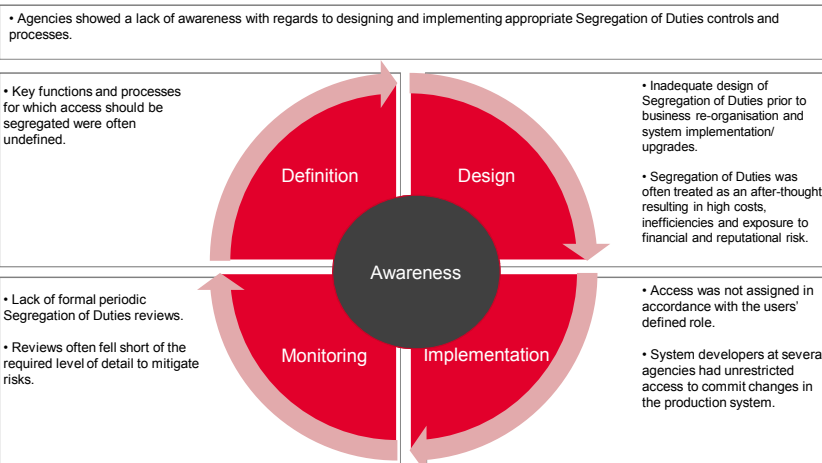 • Agencies showed a lack of awareness with regards to designing and implementing appropriate Segregation of Duties controls and
processes.
• Key functions and processes
for which access should be
segregated were often
undefined.
Definition
Design
• Inadequate design of
Segregation of Duties prior to
business re-organisation and
system implementation/
upgrades.
• Segregation of Duties was
often treated as an after-thought
resulting in high costs,
inefficiencies and exposure to
financial and reputational risk.
Awareness
• Lack of formal periodic
Segregation of Duties reviews.
• Reviews often fell short of the
required level of detail to mitigate
risks.
Monitoring
Implementation
• Access was not assigned in
accordance with the users'
defined role.
• System developers at severa
agencies had unrestricted
access to commit changes in
the production system.